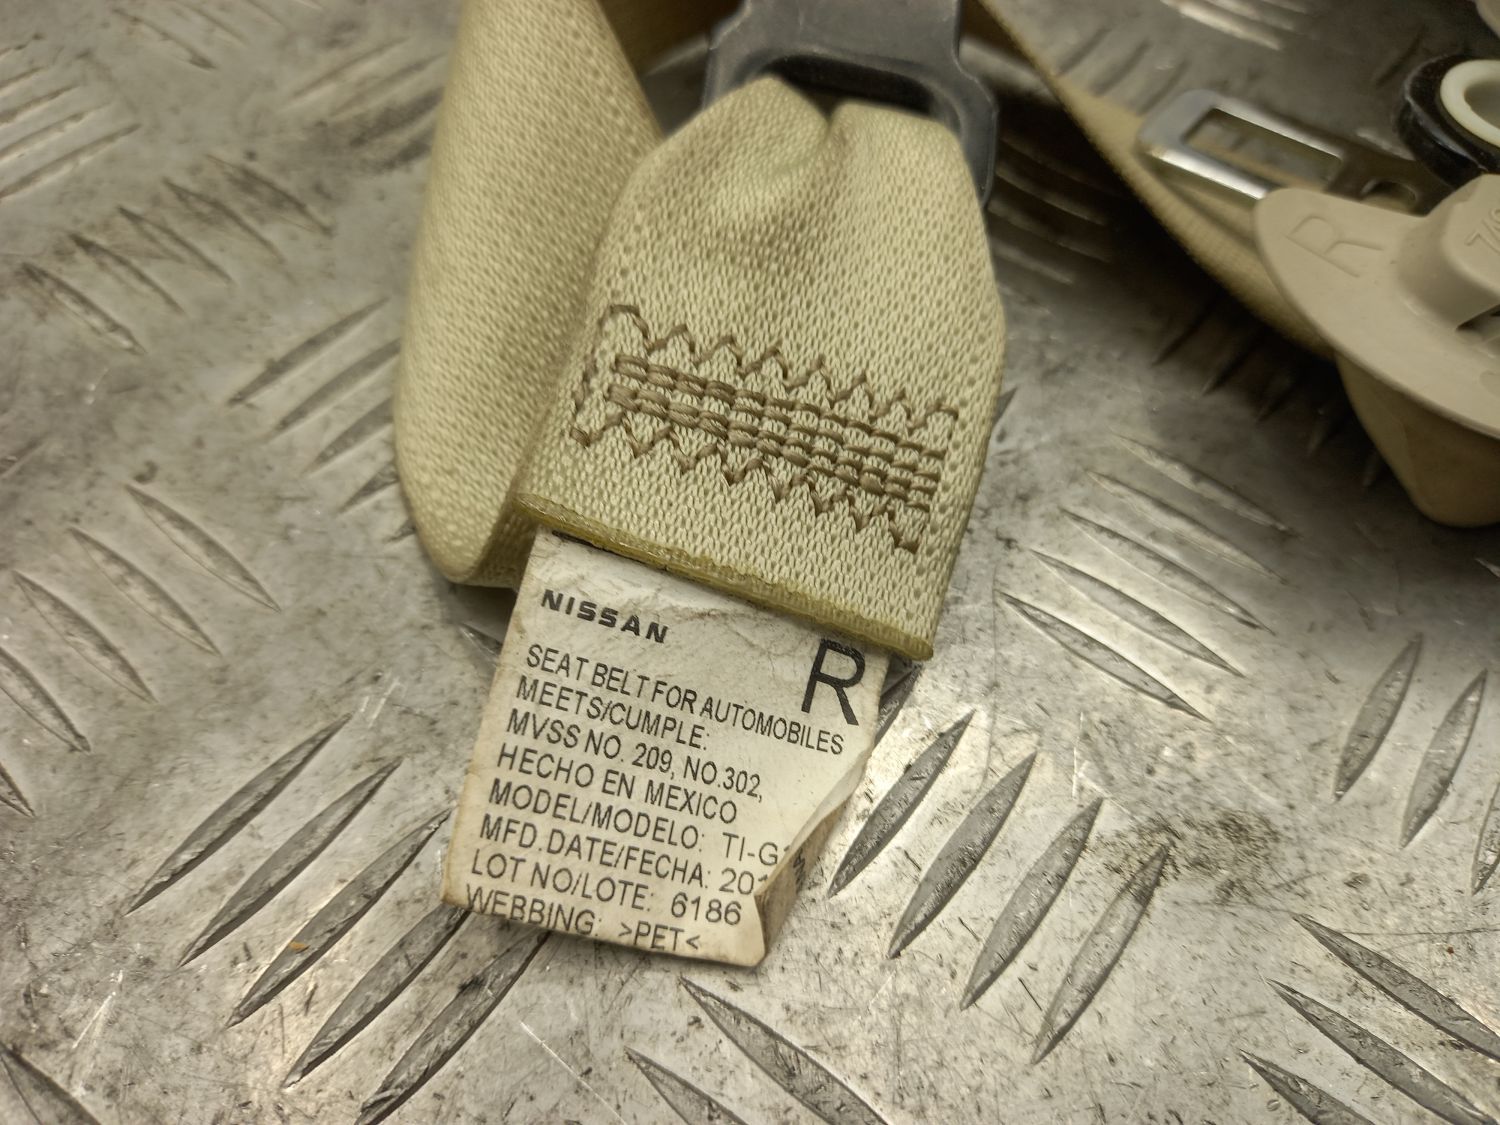 NISSAN
R
SEAT BELT FOR AUTOMOBILES
MEETS/CUMPLE:
MVSS NO. 209, NO.302,
HECHO EN MEXICO
MODEL/MODELO:
MFD.DATE/FECHA:
LOT NO/LOTE: 6186
WEBBING: >PET<
R